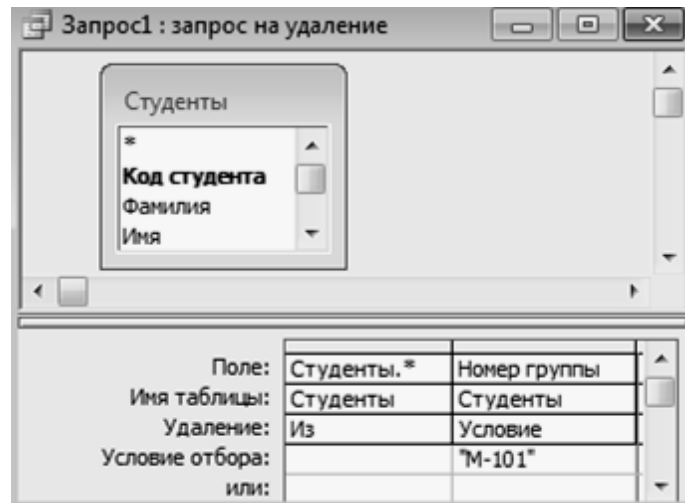 Запрос1 : запрос на удаление
Студенты
*
Код студента
Фамилия
Имя
Поле: Студенты.* Номер группы
Имя таблицы: Студенты Студенты
Удаление: Из Условие
Условие отбора: "М-101"
или: